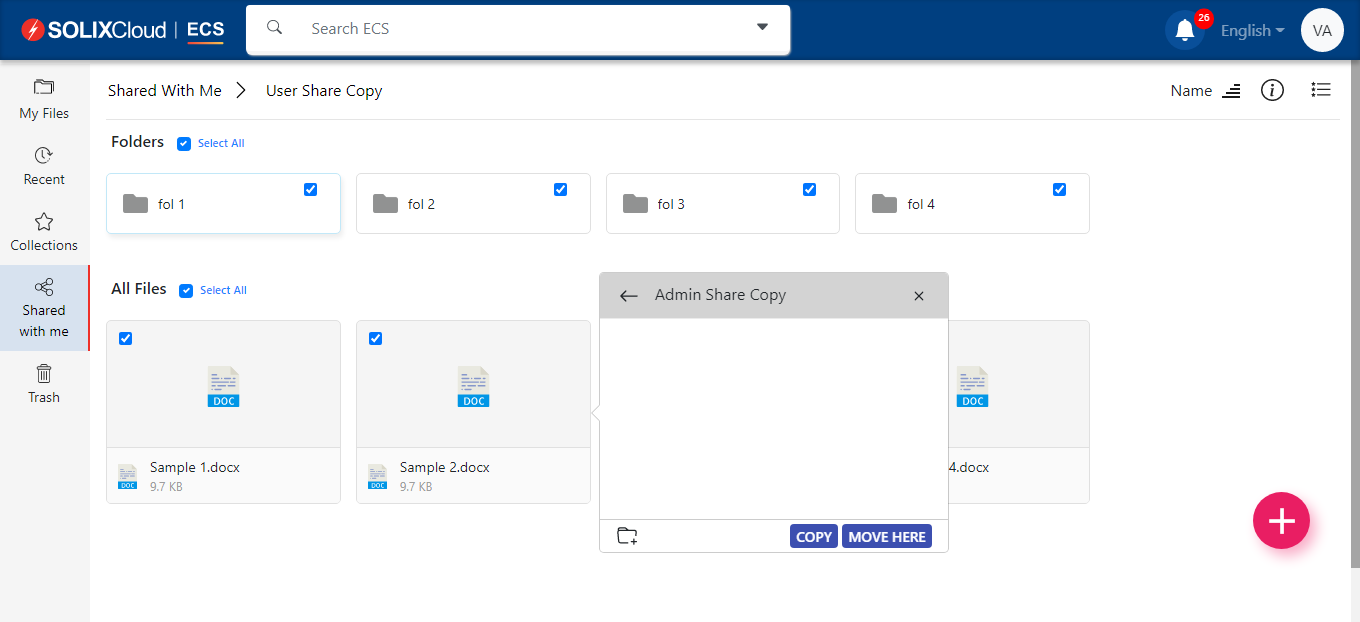 SOLIXCloud | ECS
Search ECS
26
English
VA
My Files
Recent
Collections
Shared
with me
Trash
Shared With Me
User Share Copy
Name
Folders
Select All
fol 1
fol 2
fol 3
fol 4
All Files
Select All
DOC
DOC
Sample 1.docx
9.7 KB
DOC
DOC
Sample 2.docx
9.7 KB
Admin Share Copy
COPY
MOVE HERE
DOC
4.docx